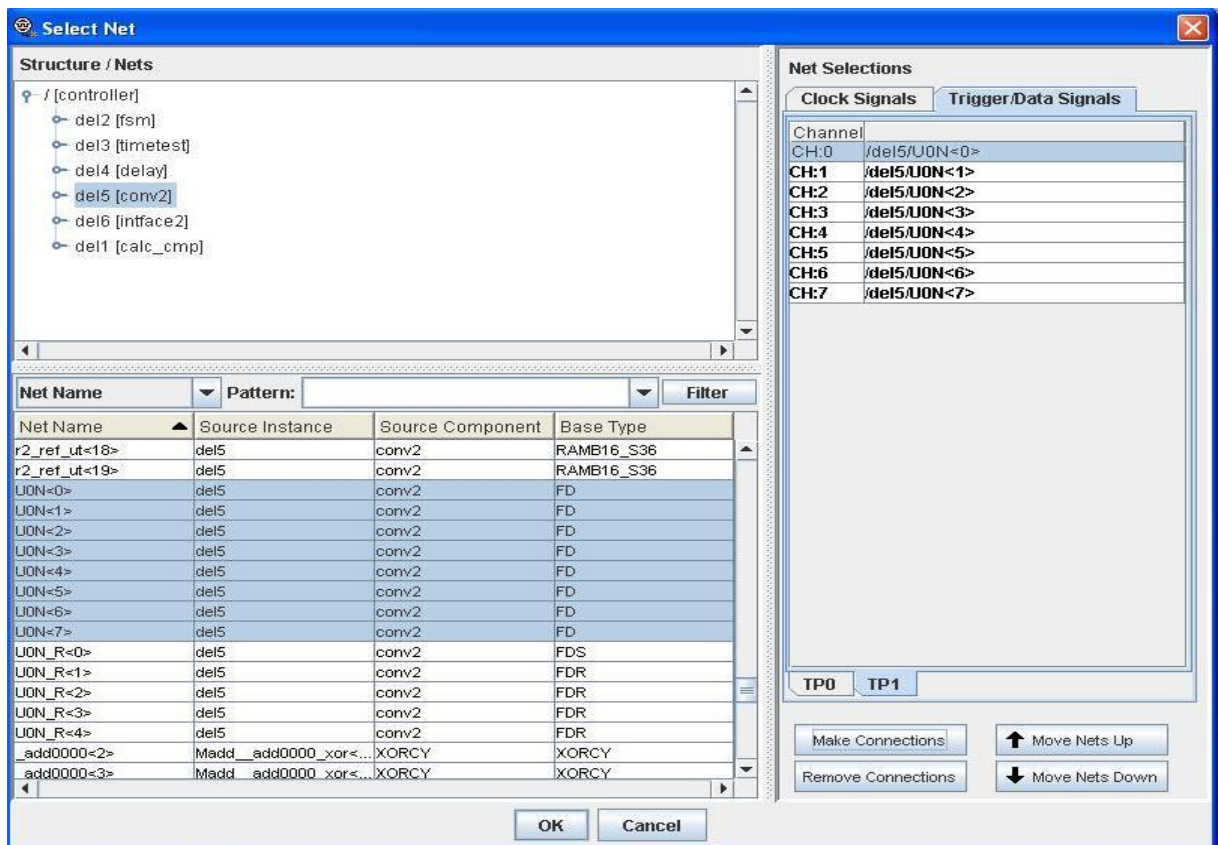 Select Net
Structure / Nets
/ [controller]
del2 [fsm]
del3 [timetest]
del4 [delay]
del5 [conv2]
del6 [intface2]
del1 [calc_cmp]
Net Name Pattern: Filter
Net Name Source Instance Source Component Base Type
r2_ref_ut<18> del5 conv2 RAMB16_S36
r2_ref_ut<19> del5 conv2 RAMB16_S36
U0N<0> del5 conv2 FD
U0N<1> del5 conv2 FD
U0N<2> del5 conv2 FD
U0N<3> del5 conv2 FD
U0N<4> del5 conv2 FD
U0N<5> del5 conv2 FD
U0N<6> del5 conv2 FD
U0N<7> del5 conv2 FD
U0N_R<0> del5 conv2 FDS
U0N_R<1> del5 conv2 FDR
U0N_R<2> del5 conv2 FDR
U0N_R<3> del5 conv2 FDR
U0N_R<4> del5 conv2 FDR
_add0000<2> Madd__add0000_xor<... XORCY XORCY
_add0000<3> Madd__add0000_xor<... XORCY XORCY
Net Selections
Clock Signals Trigger/Data Signals
Channel
CH:0 /del5/U0N<0>
CH:1 /del5/U0N<1>
CH:2 /del5/U0N<2>
CH:3 /del5/U0N<3>
CH:4 /del5/U0N<4>
CH:5 /del5/U0N<5>
CH:6 /del5/U0N<6>
CH:7 /del5/U0N<7>
TP0 TP1
Make Connections Move Nets Up
Remove Connections Move Nets Down
OK Cancel